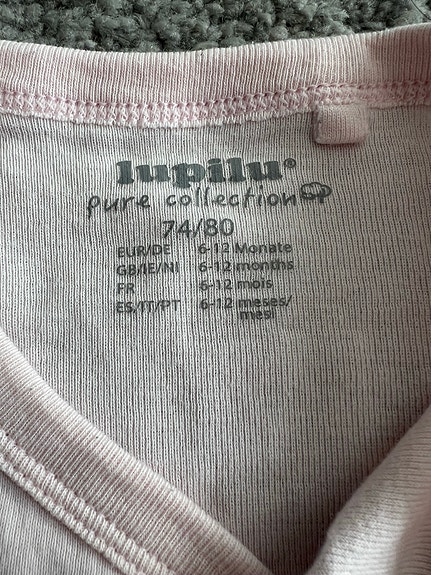 lupilu®
pure collection
74/80
EUR/DE 6-12 Monate
GB/IE/NI 6-12 months
FR 6-12 mois
ES/IT/PT 6-12 meses/
mesi